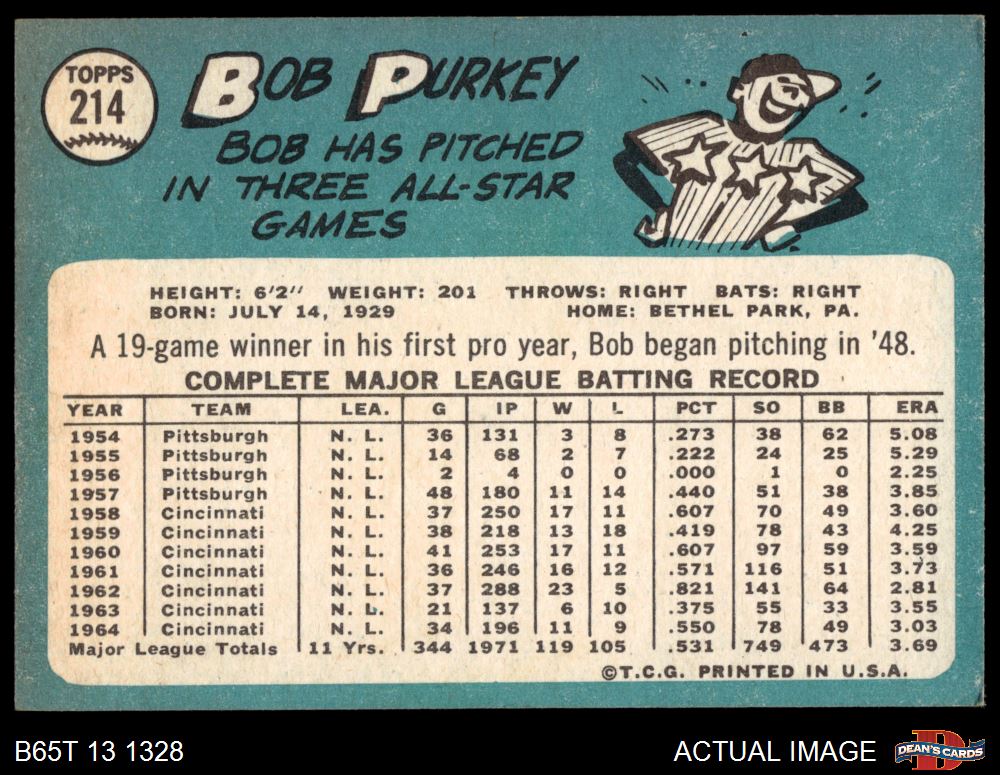 TOPPS
214
BOB PURKEY
BOB HAS PITCHED
IN THREE ALL-STAR
GAMES
HEIGHT: 6'2" WEIGHT: 201 THROWS: RIGHT BATS: RIGHT
BORN: JULY 14, 1929 HOME: BETHEL PARK, PA.
A 19-game winner in his first pro year, Bob began pitching in '48.
COMPLETE MAJOR LEAGUE BATTING RECORD
YEAR TEAM LEA. G IP W L PCT SO BB ERA
1954 Pittsburgh N. L. 36 131 3 8 .273 38 62 5.08
1955 Pittsburgh N. L. 14 68 2 7 .222 24 25 5.29
1956 Pittsburgh N. L. 2 4 0 0 .000 1 0 2.25
1957 Pittsburgh N. L. 48 180 11 14 .440 51 38 3.85
1958 Cincinnati N. L. 37 250 17 11 .607 70 49 3.60
1959 Cincinnati N. L. 38 218 13 18 .419 78 43 4.25
1960 Cincinnati N. L. 41 253 17 11 .607 97 59 3.59
1961 Cincinnati N. L. 36 246 16 12 .571 116 51 3.73
1962 Cincinnati N. L. 37 288 23 5 .821 141 64 2.81
1963 Cincinnati N. L. 21 137 6 10 .375 55 33 3.55
1964 Cincinnati N. L. 34 196 11 9 .550 78 49 3.03
Major League Totals 11 Yrs. 344 1971 119 105 .531 749 473 3.69
©T.C.G. PRINTED IN U.S.A.
B65T 13 1328 ACTUAL IMAGE DEAN'S CARDS